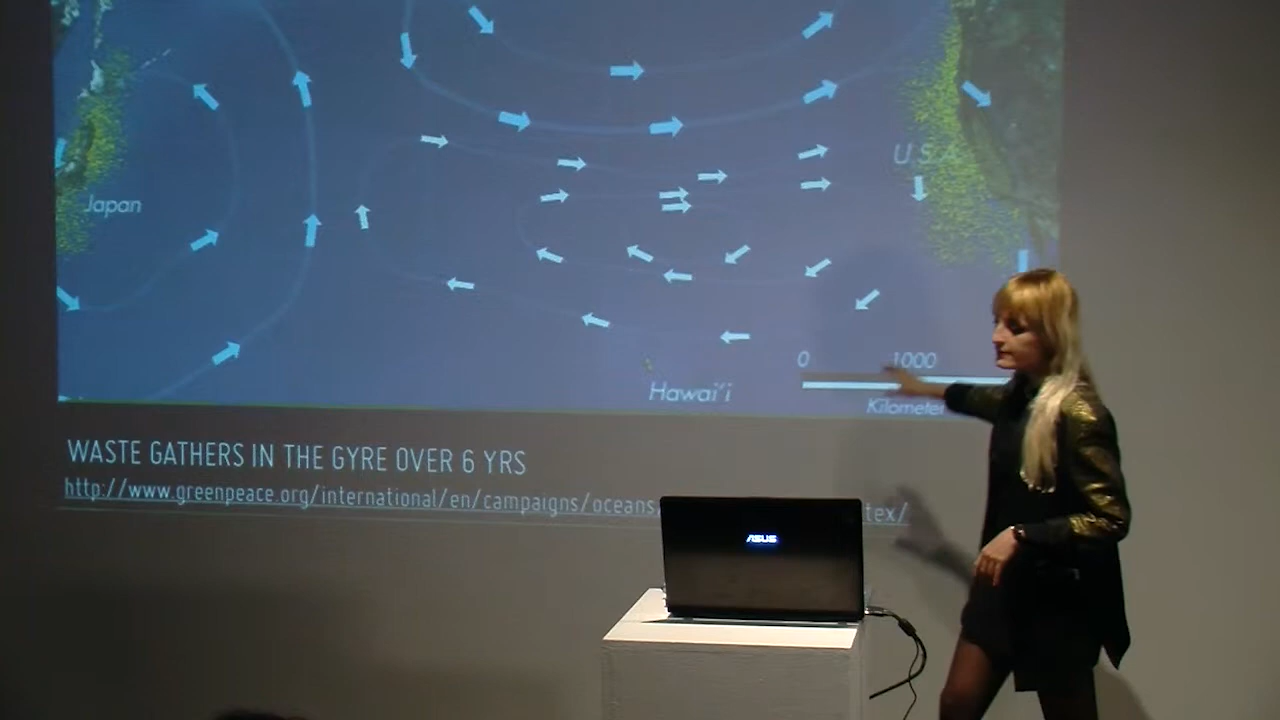 U.S.A
Japan
0 1000
Hawai'i
Kilometer
WASTE GATHERS IN THE GYRE OVER 6 YRS
http://www.greenpeace.org/international/en/campaigns/oceans tex/
ASUS